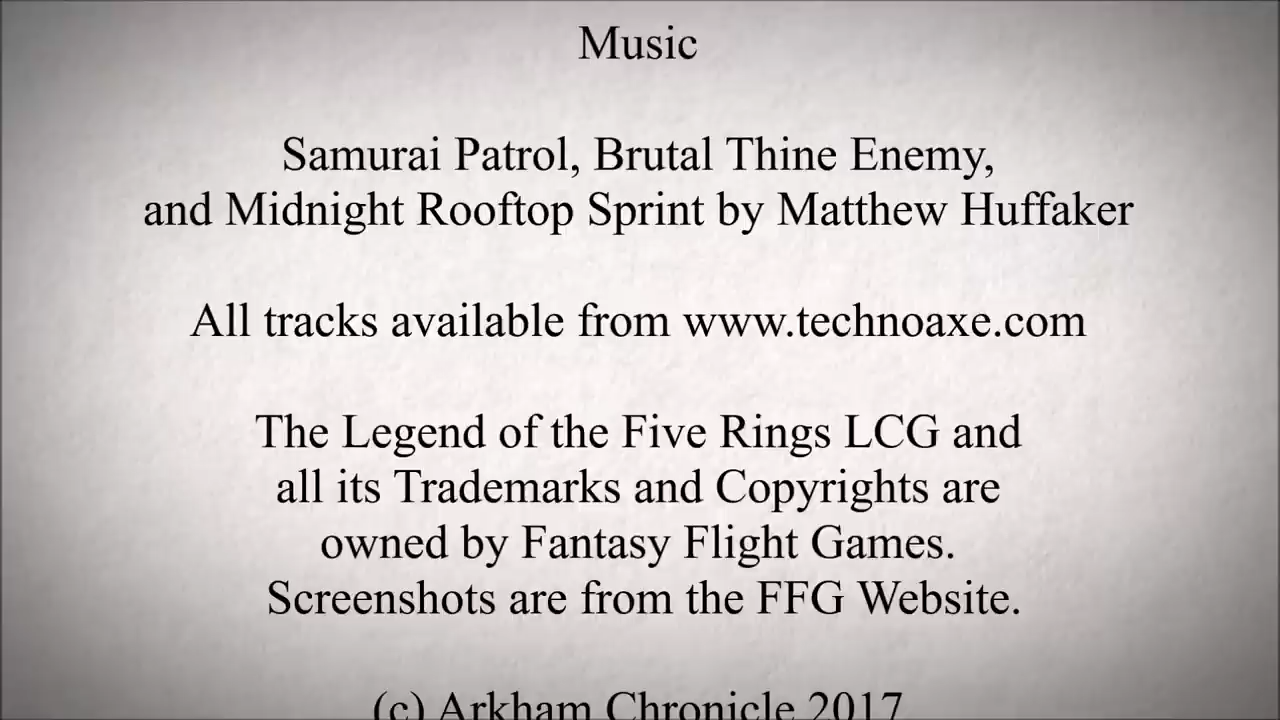 Music
Samurai Patrol, Brutal Thine Enemy,
and Midnight Rooftop Sprint by Matthew Huffaker
All tracks available from www.technoaxe.com
The Legend of the Five Rings LCG and
all its Trademarks and Copyrights are
owned by Fantasy Flight Games.
Screenshots are from the FFG Website.
(c) Arkham Chronicle 2017